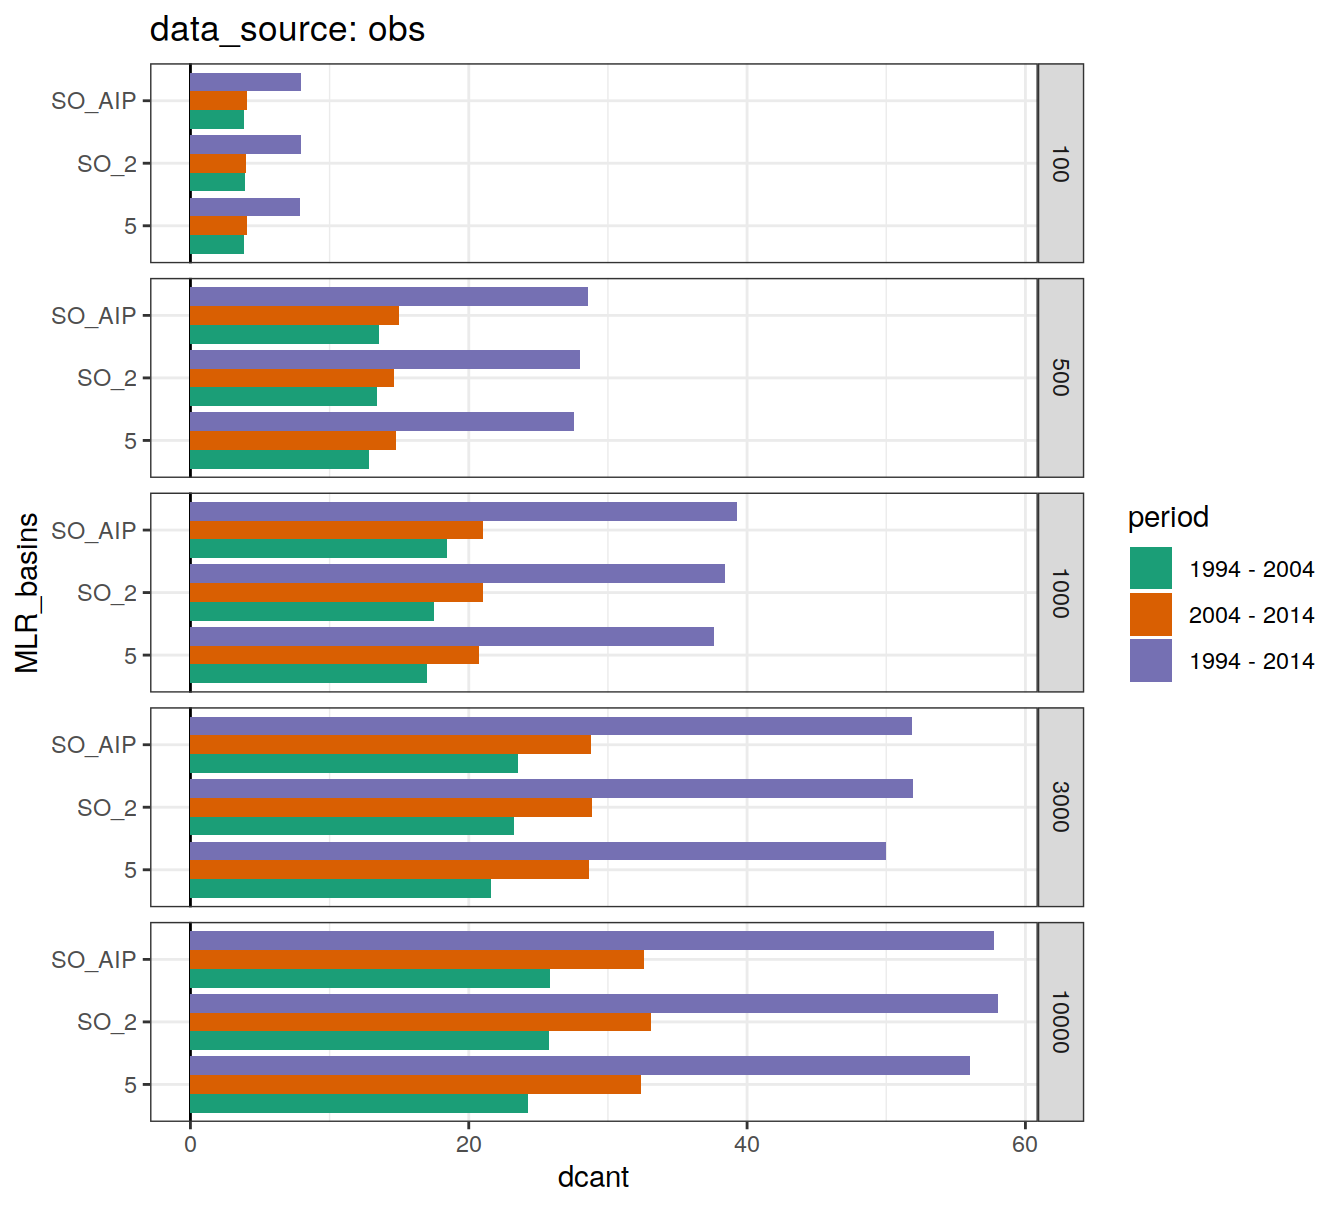 data_source: obs
SO_AIP
SO_2
5
100
SO_AIP
SO_2
5
500
SO_AIP
SO_2
5
1000
SO_AIP
SO_2
5
3000
SO_AIP
SO_2
5
10000
0 20 40 60
dcant
MLR_basins
period
1994 - 2004
2004 - 2014
1994 - 2014